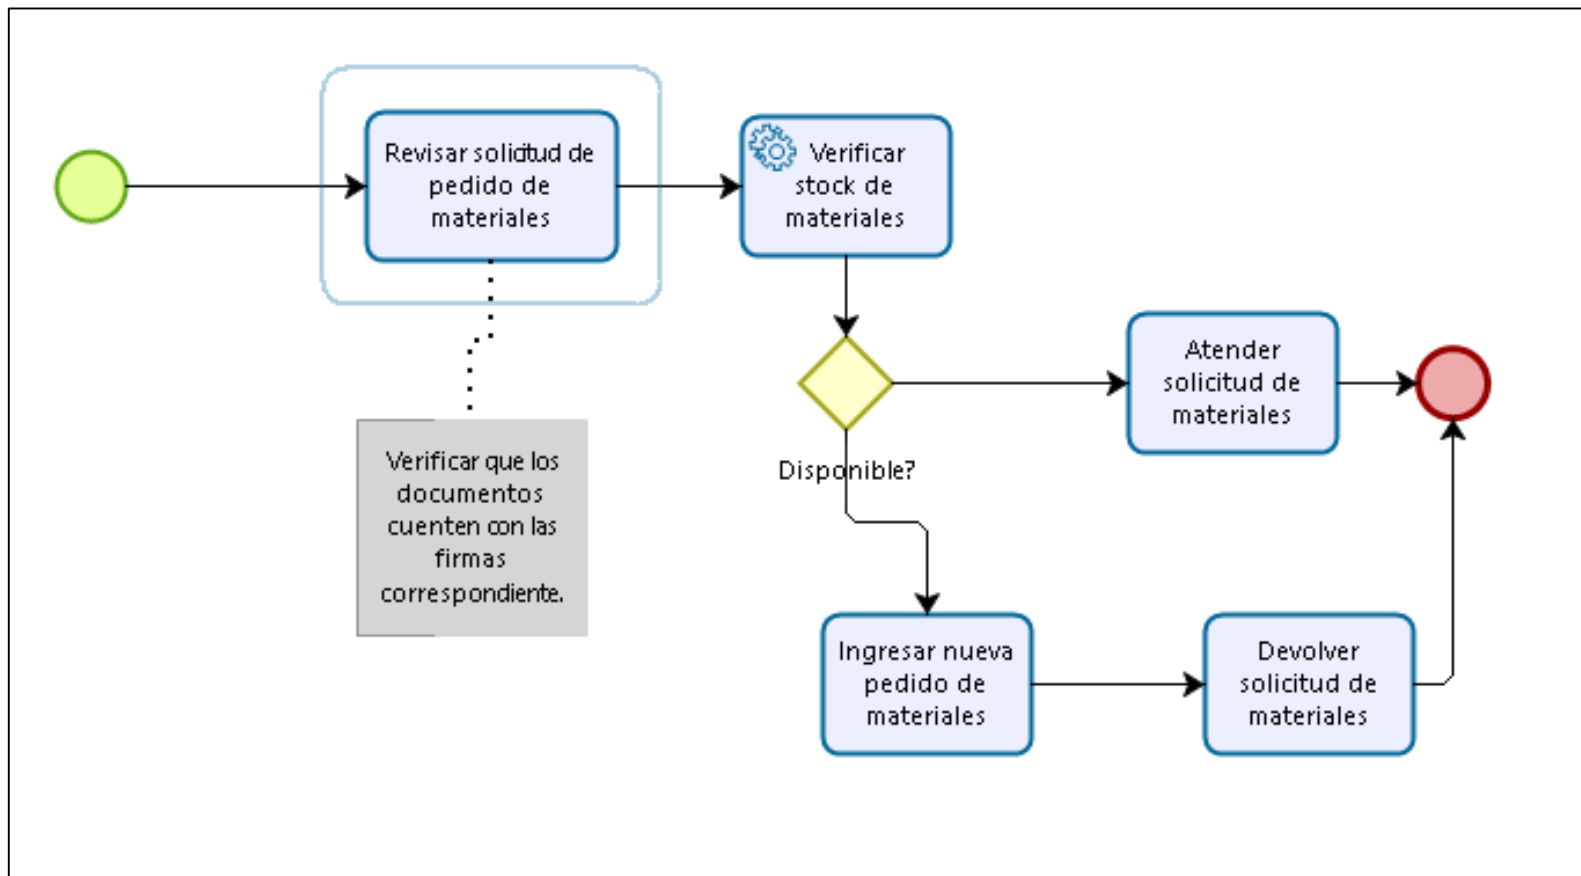 Revisar solicitud de
pedido de
materiales
Verificar
stock de
materiales
Atender
solicitud de
materiales
Disponible?
Verificar que los
documentos
cuenten con las
firmas
correspondiente.
Ingresar nueva
pedido de
materiales
Devolver
solicitud de
materiales